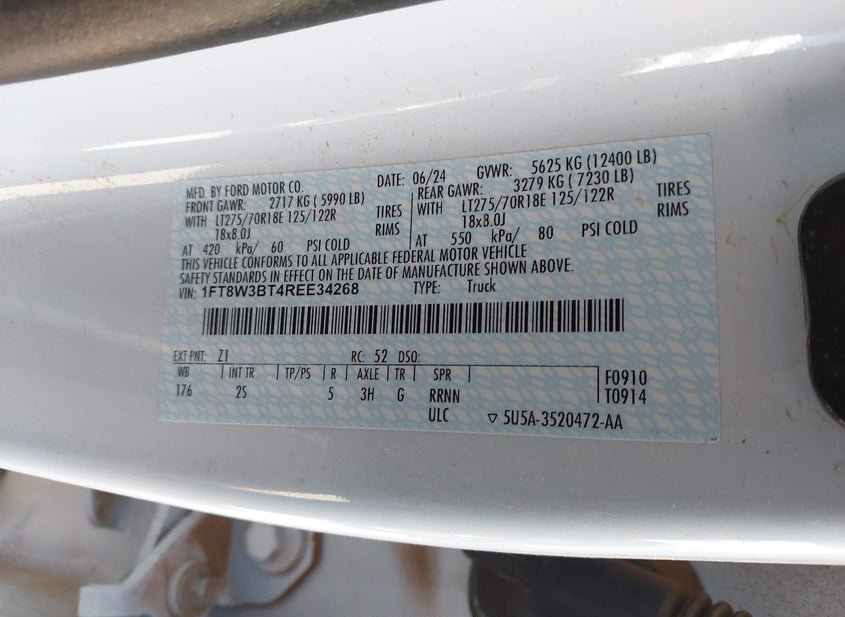 MFD. BY FORD MOTOR CO. DATE: 06/24 GVWR: 5625 KG (12400 LB)
FRONT GAWR: 2717 KG ( 5990 LB) REAR GAWR: 3279 KG ( 7230 LB)
WITH LT275/70R18E 125/122R TIRES WITH LT275/70R18E 125/122R TIRES
18x8.0J RIMS 18x8.0J RIMS
AT 420 kPa/ 60 PSI COLD AT 550 kPa/ 80 PSI COLD
THIS VEHICLE CONFORMS TO ALL APPLICABLE FEDERAL MOTOR VEHICLE
SAFETY STANDARDS IN EFFECT ON THE DATE OF MANUFACTURE SHOWN ABOVE.
VIN: 1FT8W3BT4REE34268 TYPE: Truck
EXT PNT: Z1 RC: 52 DSO:
WB INT TR TP/PS R AXLE TR SPR F0910
176 2S 5 3H G RRNN T0914
ULC ▽ 5U5A-3520472-AA